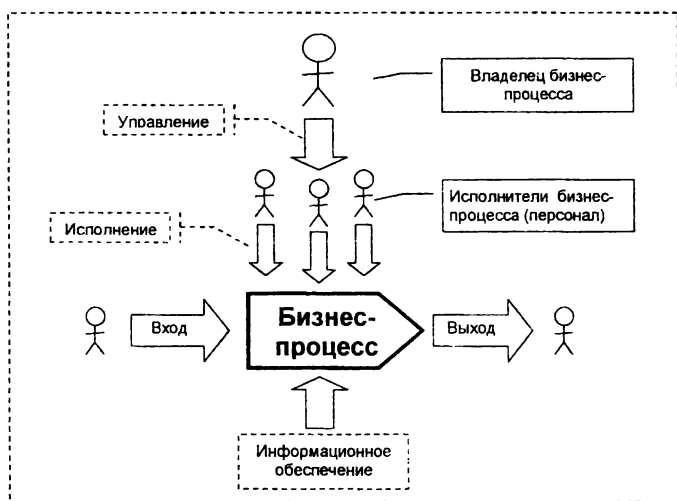 Владелец бизнес-
процесса
Управление
Исполнители бизнес-
процесса (персонал)
Исполнение
Вход
Бизнес-
процесс
Выход
Информационное
обеспечение